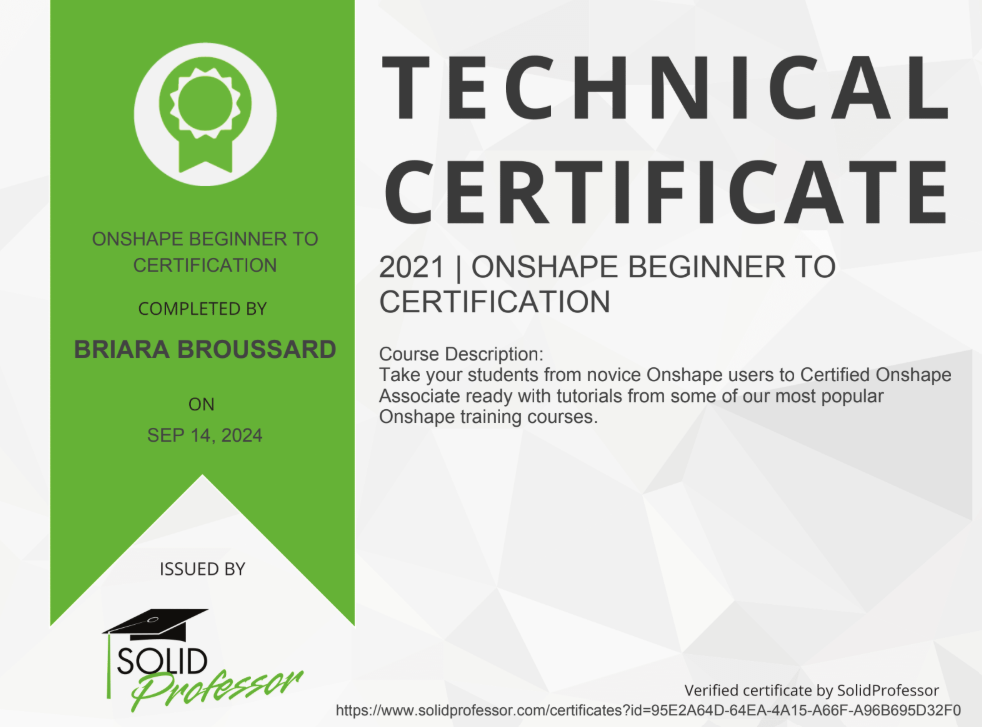 ONSHAPE BEGINNER TO
CERTIFICATION
COMPLETED BY
BRIARA BROUSSARD
ON
SEP 14, 2024
ISSUED BY
SOLID
Professor
TECHNICAL
CERTIFICATE
2021 | ONSHAPE BEGINNER TO
CERTIFICATION
Course Description:
Take your students from novice Onshape users to Certified Onshape
Associate ready with tutorials from some of our most popular
Onshape training courses.
Verified certificate by SolidProfessor
https://www.solidprofessor.com/certificates?id=95E2A64D-64EA-4A15-A66F-A96B695D32F0